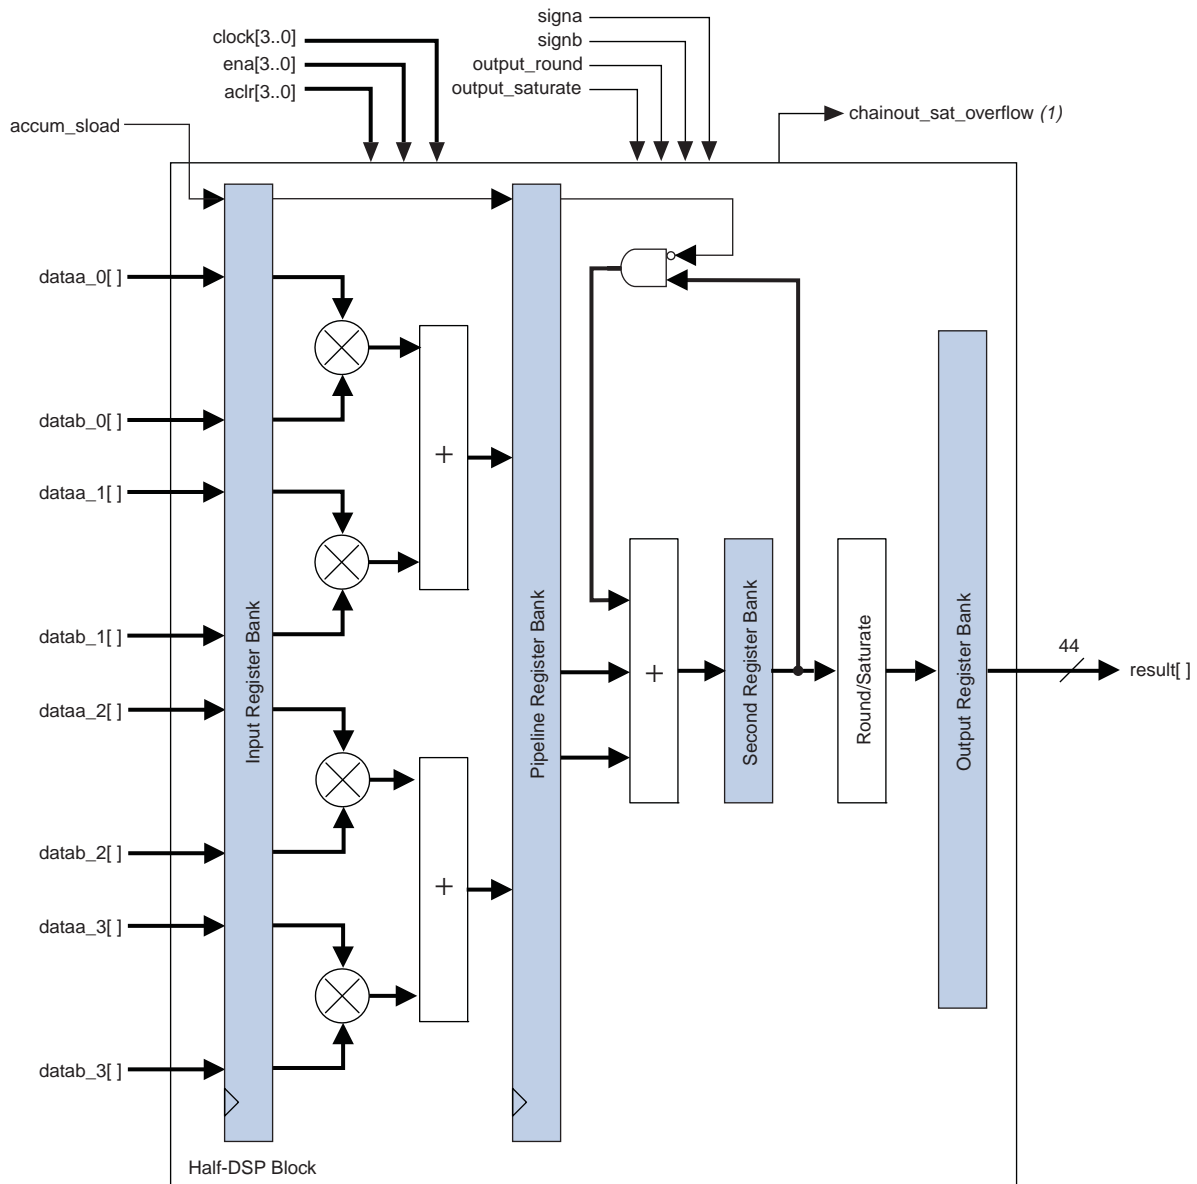 signa
signb
output_round
output_saturate
clock[3..0]
ena[3..0]
aclr[3..0]
accum_sload
chainout_sat_overflow (1)
dataa_0[ ]
datab_0[ ]
dataa_1[ ]
datab_1[ ]
dataa_2[ ]
datab_2[ ]
dataa_3[ ]
datab_3[ ]
Input Register Bank
+
+
Pipeline Register Bank
+
Second Register Bank
Round/Saturate
Output Register Bank
44
result[ ]
Half-DSP Block